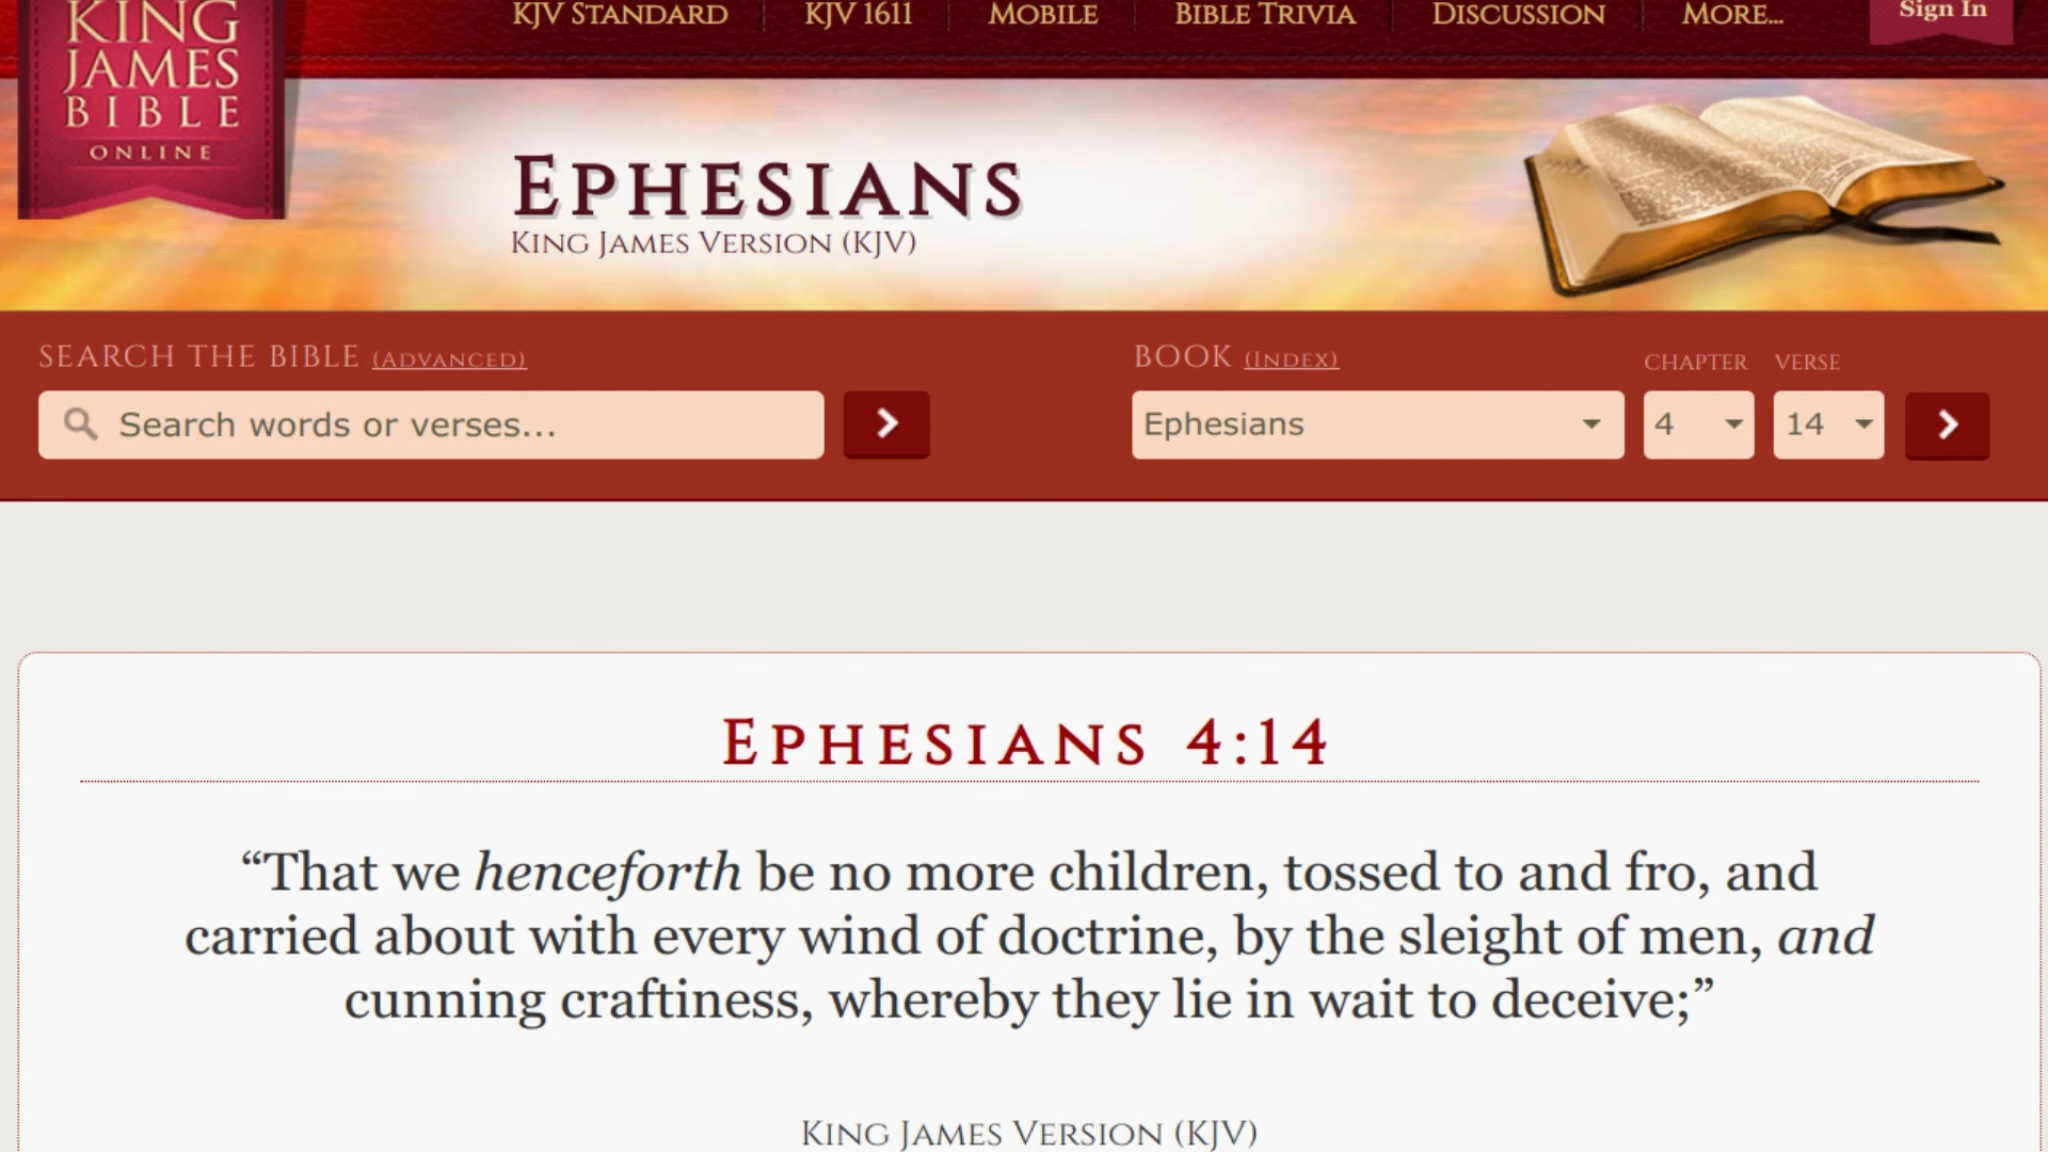 KING
JAMES
BIBLE
ONLINE
KJV STANDARD
KJV 1611
MOBILE
BIBLE TRIVIA
DISCUSSION
MORE...
Sign In
EPHESIANS
KING JAMES VERSION (KJV)
SEARCH THE BIBLE (ADVANCED)
Search words or verses...
BOOK (INDEX)
CHAPTER
VERSE
Ephesians
4
14
EPHESIANS 4:14
“That we henceforth be no more children, tossed to and fro, and
carried about with every wind of doctrine, by the sleight of men, and
cunning craftiness, whereby they lie in wait to deceive;”
KING JAMES VERSION (KJV)